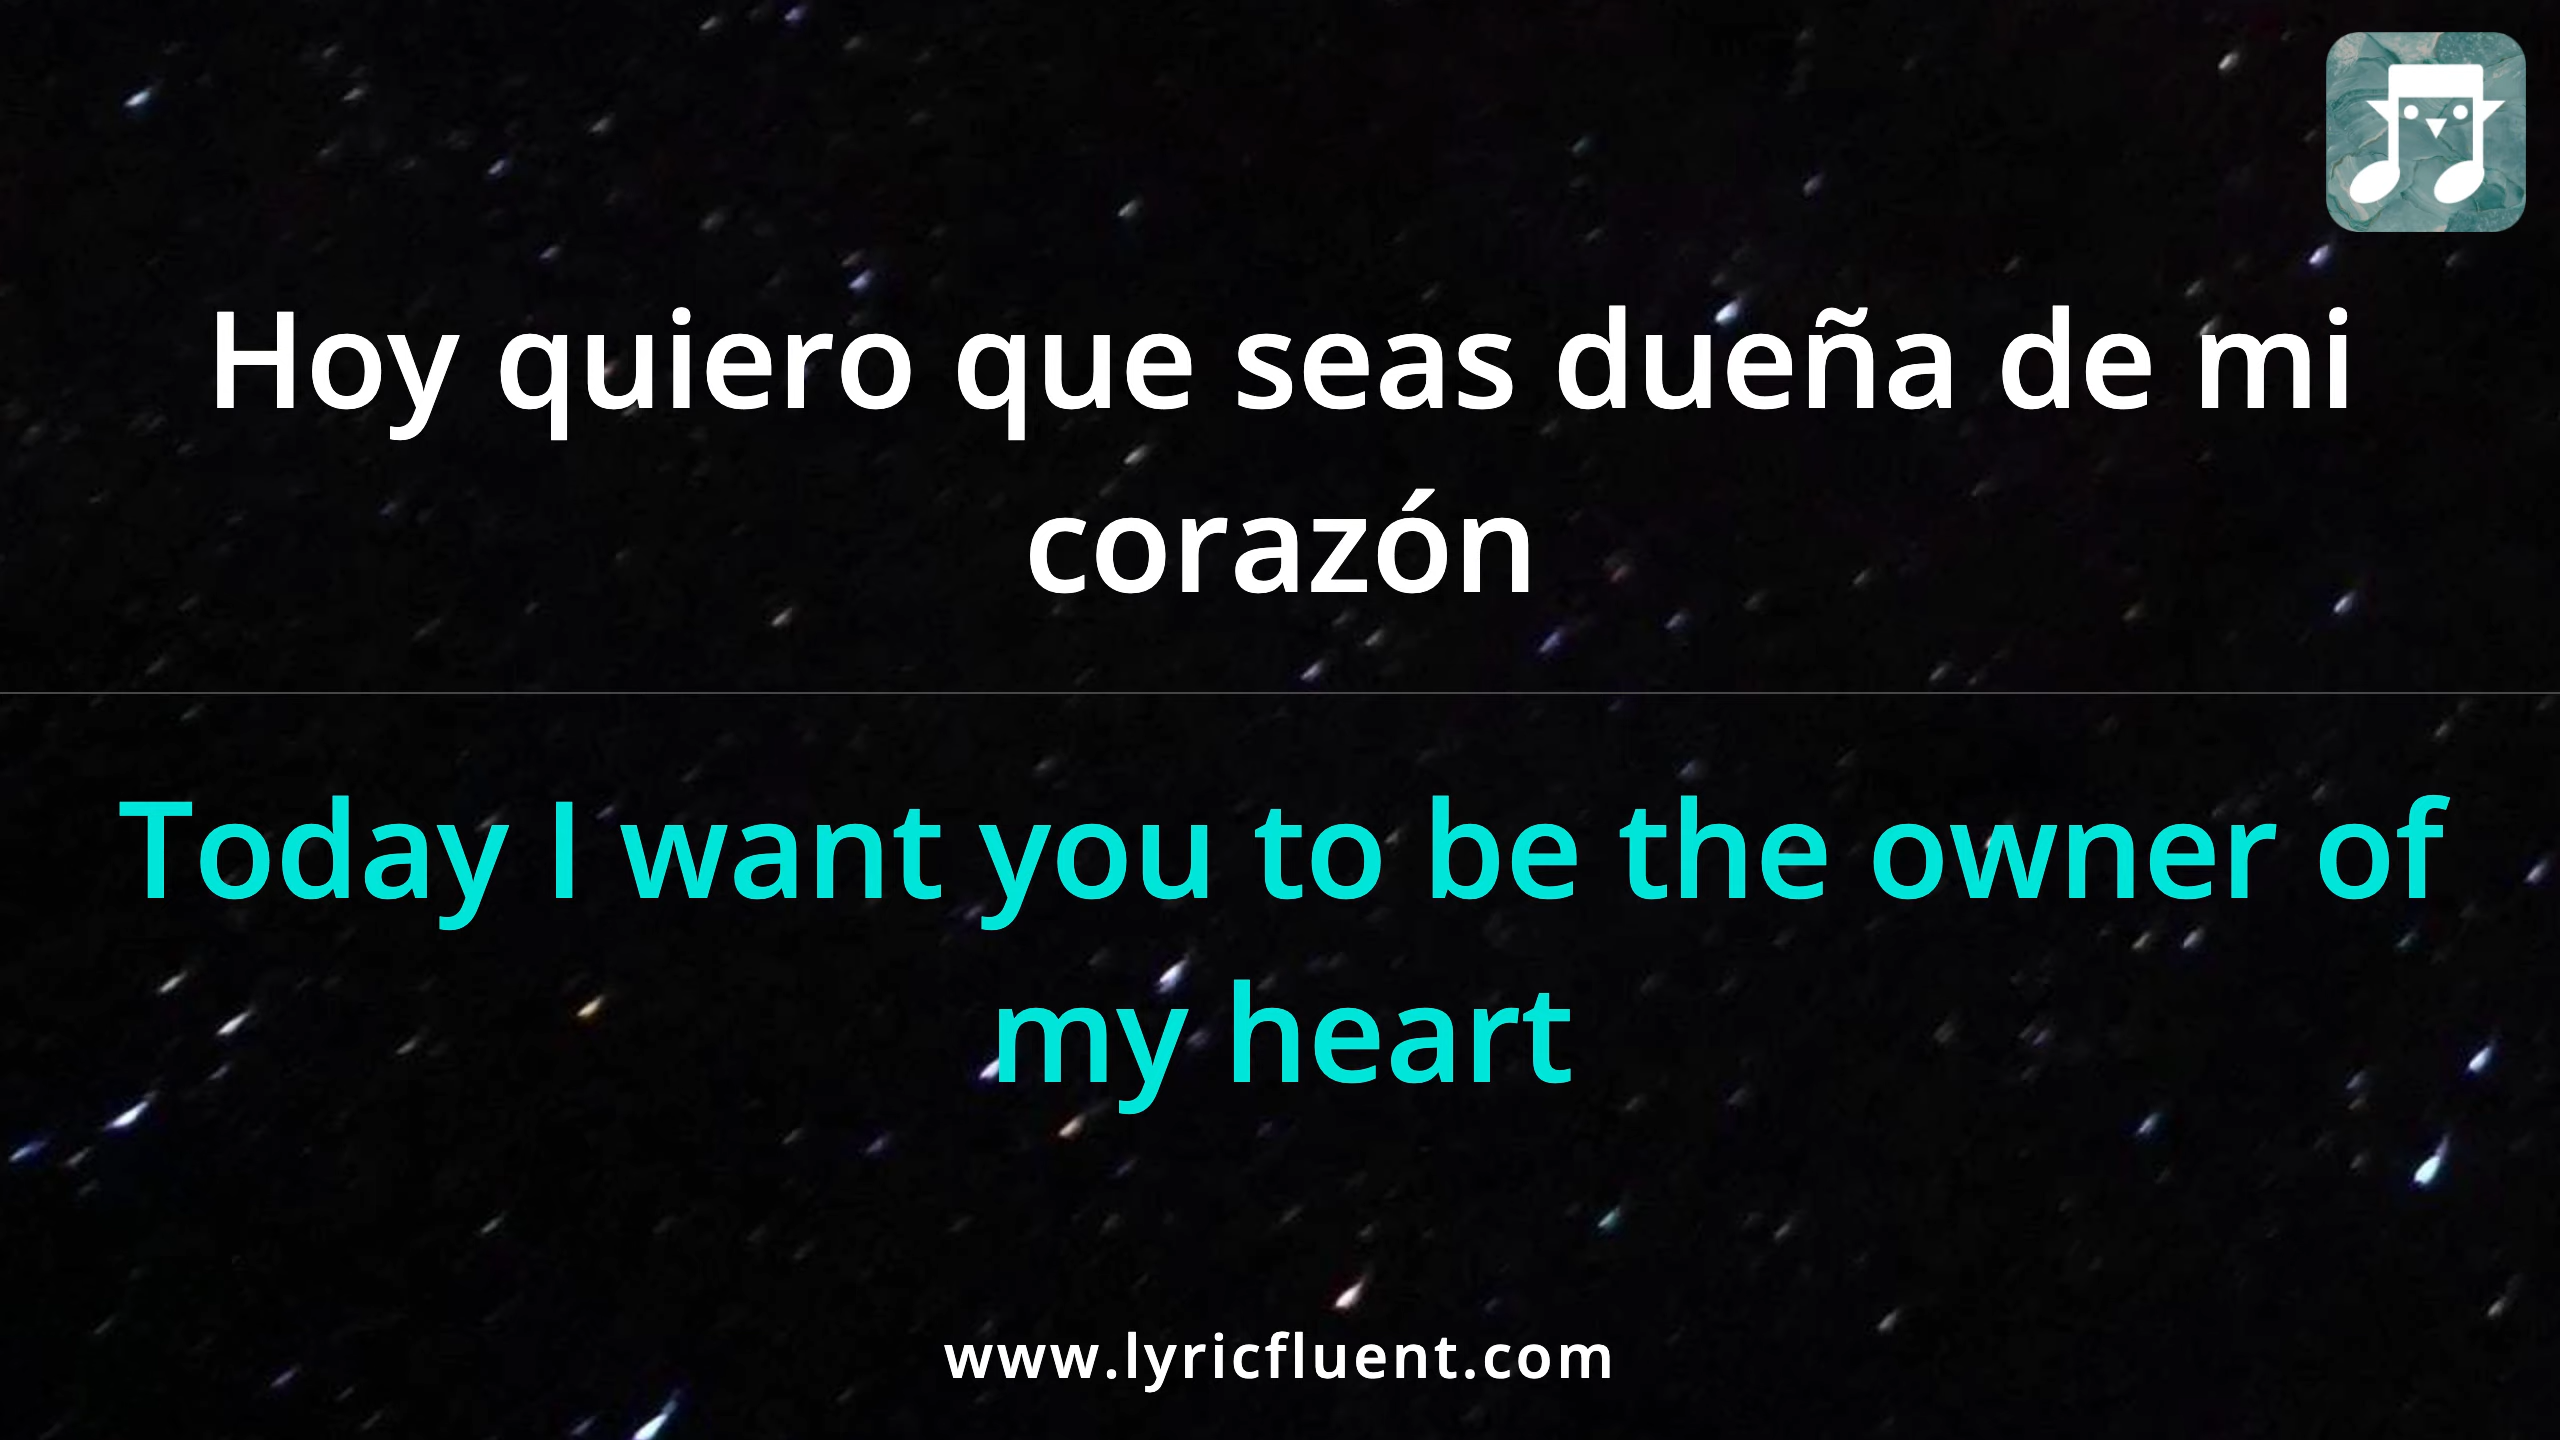 Hoy quiero que seas dueña de mi
corazón
Today I want you to be the owner of
my heart
www.lyricfluent.com